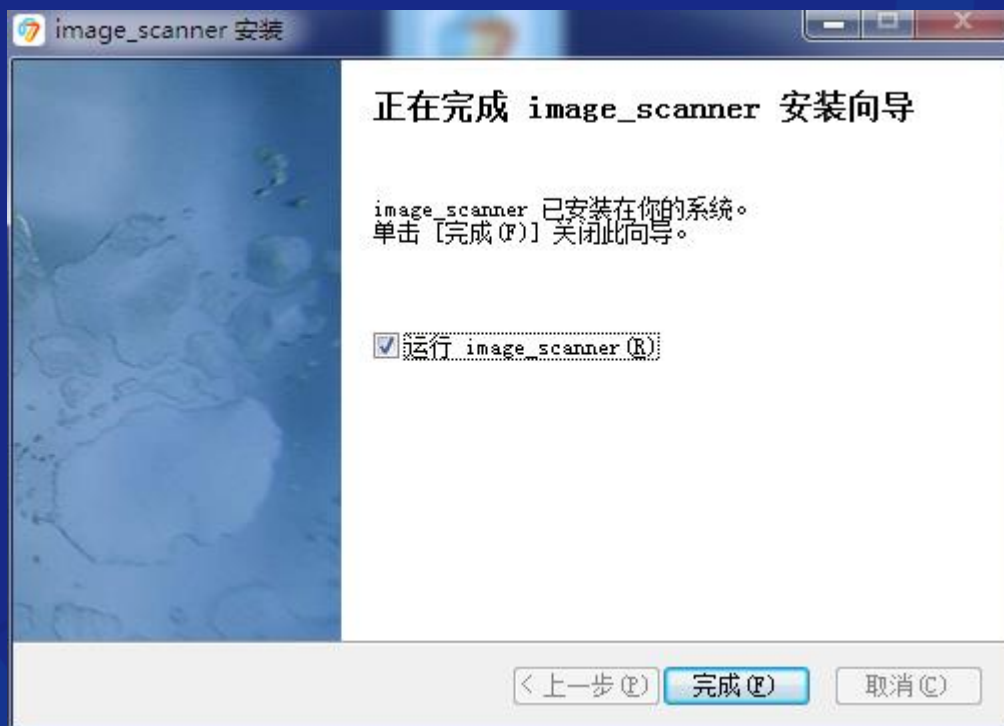 image_scanner 安装
正在完成 image_scanner 安装向导
image_scanner 已安装在你的系统。
单击 [完成(F)] 关闭此向导。
运行 image_scanner(R)
< 上一步(P)
完成(F)
取消(C)